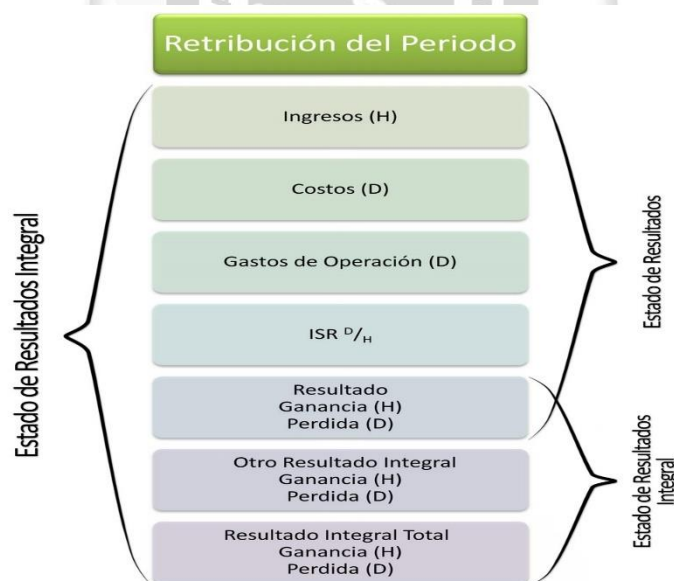 Retribución del Periodo
Ingresos (H)
Costos (D)
Gastos de Operación (D)
ISR D/H
Resultado
Ganancia (H)
Perdida (D)
Otro Resultado Integral
Ganancia (H)
Perdida (D)
Resultado Integral Total
Ganancia (H)
Perdida (D)
Estado de Resultados Integral
Estado de Resultados
Estado de Resultados
Integral